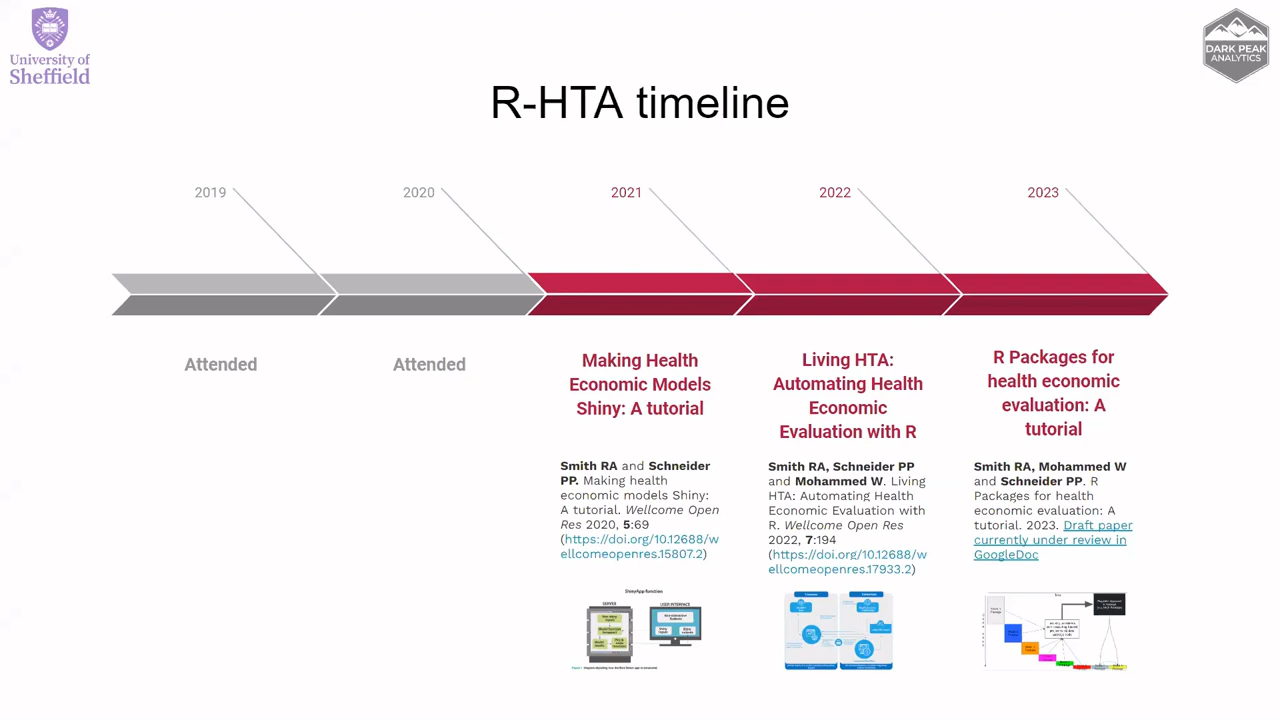 University of
Sheffield
DARK PEAK
ANALYTICS
R-HTA timeline
2019
2020
2021
2022
2023
Attended
Attended
Making Health
Economic Models
Shiny: A tutorial
Living HTA:
Automating Health
Economic
Evaluation with R
R Packages for
health economic
evaluation: A
tutorial
Smith RA and Schneider
PP. Making health
economic models Shiny:
A tutorial. Wellcome Open
Res 2020, 5:69
(https://doi.org/10.12688/w
ellcomeopenres.15807.2)
Smith RA, Schneider PP
and Mohammed W. Living
HTA: Automating Health
Economic Evaluation with
R. Wellcome Open Res
2022, 7:194
(https://doi.org/10.12688/w
ellcomeopenres.17933.2)
Smith RA, Mohammed W
and Schneider PP. R
Packages for health
economic evaluation: A
tutorial. 2023. Draft paper
currently under review in
GoogleDoc
SERVER
USER INTERFACE